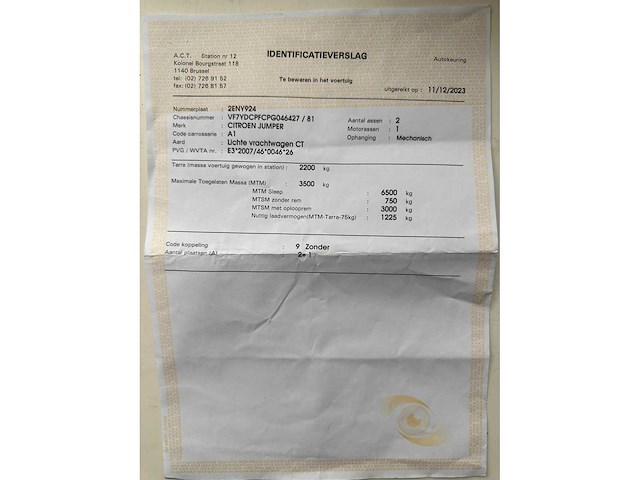 IDENTIFICATIEVERSLAG
A.C.T. Station nr 12
Kolonel Bourgstraat 118
1140 Brussel
tel: (02) 726 91 52
fax: (02) 726 81 57
Autokeuring
Te bewaren in het voertuig
uitgereikt op : 11/12/2023
Nummerplaat : 2ENY924
Chassisnummer : VF7YDCPFCPG046427 / 81
Merk : CITROEN JUMPER
Code carrosserie : A1
Aard : Lichte vrachtwagen CT
PVG / WVTA nr. : E3*2007/46*0046*26
Aantal assen : 2
Motorassen : 1
Ophanging : Mechanisch
Tarra (massa voertuig gewogen in station) : 2200 kg
Maximale Toegelaten Massa (MTM) : 3500 kg
MTM Sleep : 6500 kg
MTSM zonder rem : 750 kg
MTSM met oplooprem : 3000 kg
Nuttig laadvermogen(MTM-Tarra-75kg) : 1225 kg
Code koppeling : 9 Zonder
Aantal plaatsen (A) :